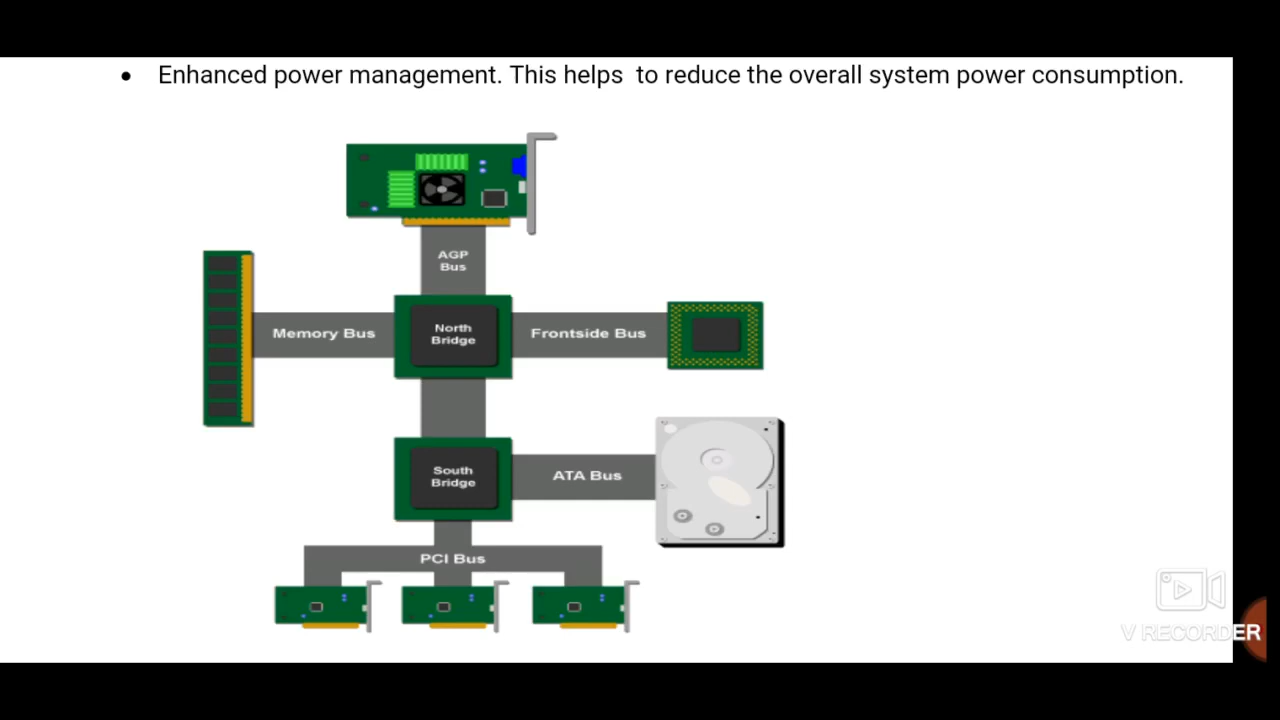 • Enhanced power management. This helps  to reduce the overall system power consumption.
AGP
Bus
Memory Bus
North
Bridge
Frontside Bus
South
Bridge
ATA Bus
PCI Bus
V RECORDER